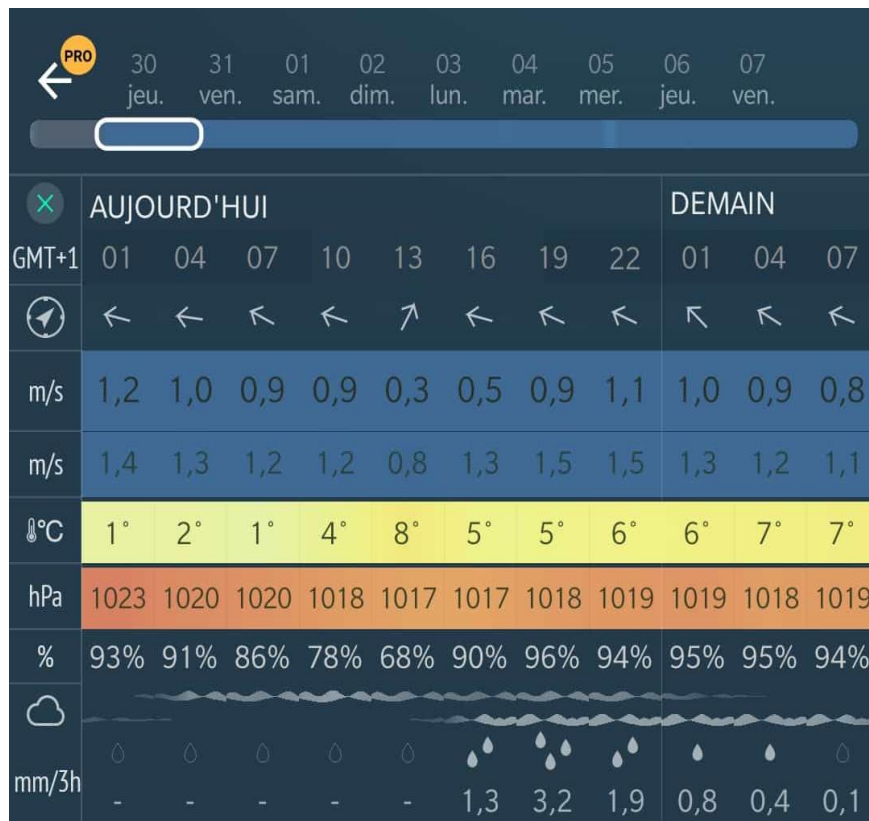 PRO
30 31 01 02 03 04 05 06 07
jeu. ven. sam. dim. lun. mar. mer. jeu. ven.
AUJOURD'HUI DEMAIN
GMT+1 01 04 07 10 13 16 19 22 01 04 07
m/s 1,2 1,0 0,9 0,9 0,3 0,5 0,9 1,1 1,0 0,9 0,8
m/s 1,4 1,3 1,2 1,2 0,8 1,3 1,5 1,5 1,3 1,2 1,1
°C 1° 2° 1° 4° 8° 5° 5° 6° 6° 7° 7°
hPa 1023 1020 1020 1018 1017 1017 1018 1019 1019 1018 1019
% 93% 91% 86% 78% 68% 90% 96% 94% 95% 95% 94%
mm/3h - - - - - 1,3 3,2 1,9 0,8 0,4 0,1